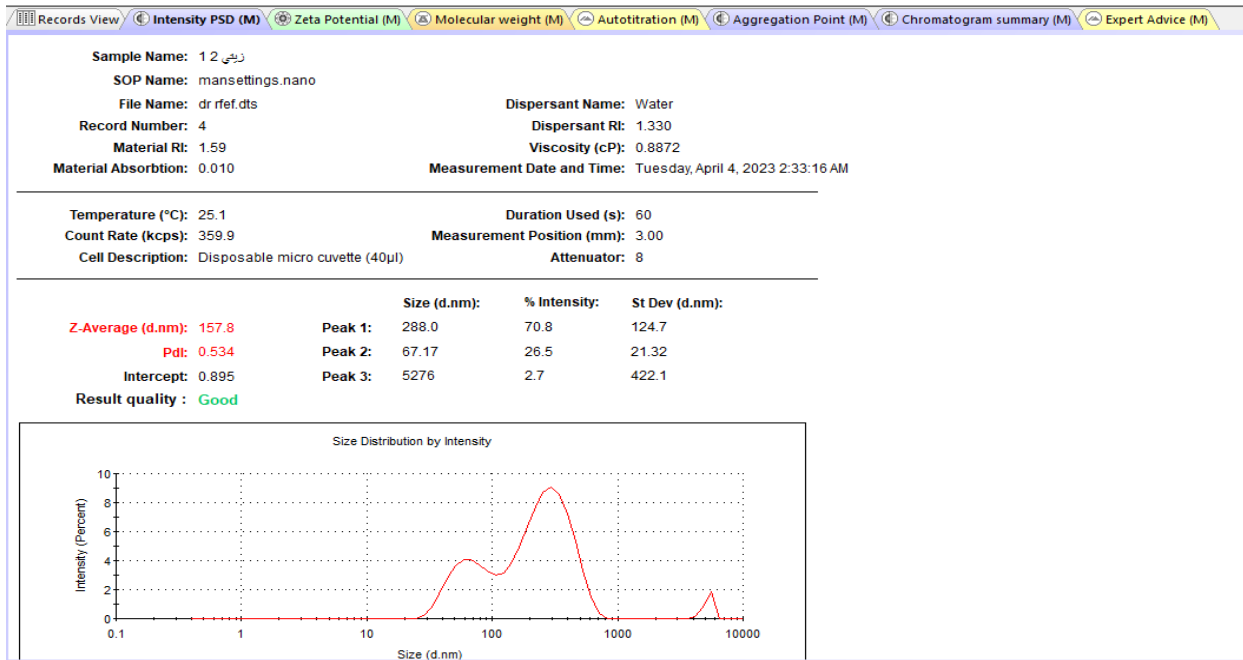 Records View Intensity PSD (M) Zeta Potential (M) Molecular weight (M) Autotitration (M) Aggregation Point (M) Chromatogram summary (M) Expert Advice (M)
Sample Name: زيتي 2 1
SOP Name: mansettings.nano
File Name: dr rfef.dts Dispersant Name: Water
Record Number: 4 Dispersant RI: 1.330
Material RI: 1.59 Viscosity (cP): 0.8872
Material Absorbtion: 0.010 Measurement Date and Time: Tuesday, April 4, 2023 2:33:16 AM
Temperature (°C): 25.1 Duration Used (s): 60
Count Rate (kcps): 359.9 Measurement Position (mm): 3.00
Cell Description: Disposable micro cuvette (40µl) Attenuator: 8
Size (d.nm): % Intensity: St Dev (d.nm):
Z-Average (d.nm): 157.8 Peak 1: 288.0 70.8 124.7
PdI: 0.534 Peak 2: 67.17 26.5 21.32
Intercept: 0.895 Peak 3: 5276 2.7 422.1
Result quality : Good
Size Distribution by Intensity
Intensity (Percent)
10
8
6
4
2
0
0.1 1 10 100 1000 10000
Size (d.nm)